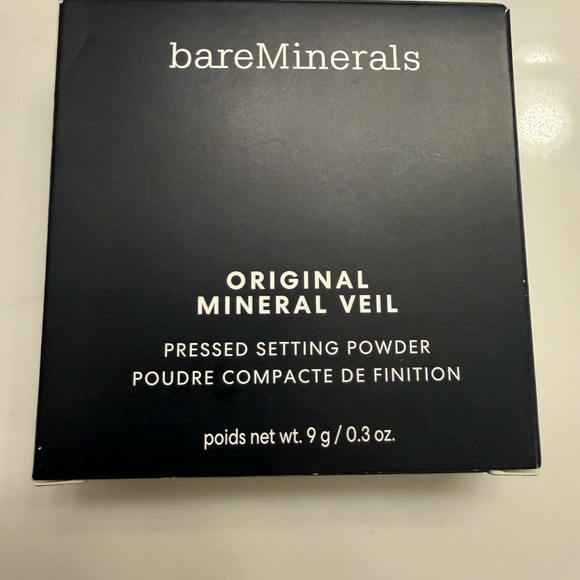 bareMinerals
ORIGINAL
MINERAL VEIL
PRESSED SETTING POWDER
POUDRE COMPACTE DE FINITION
poids net wt. 9 g / 0.3 oz.